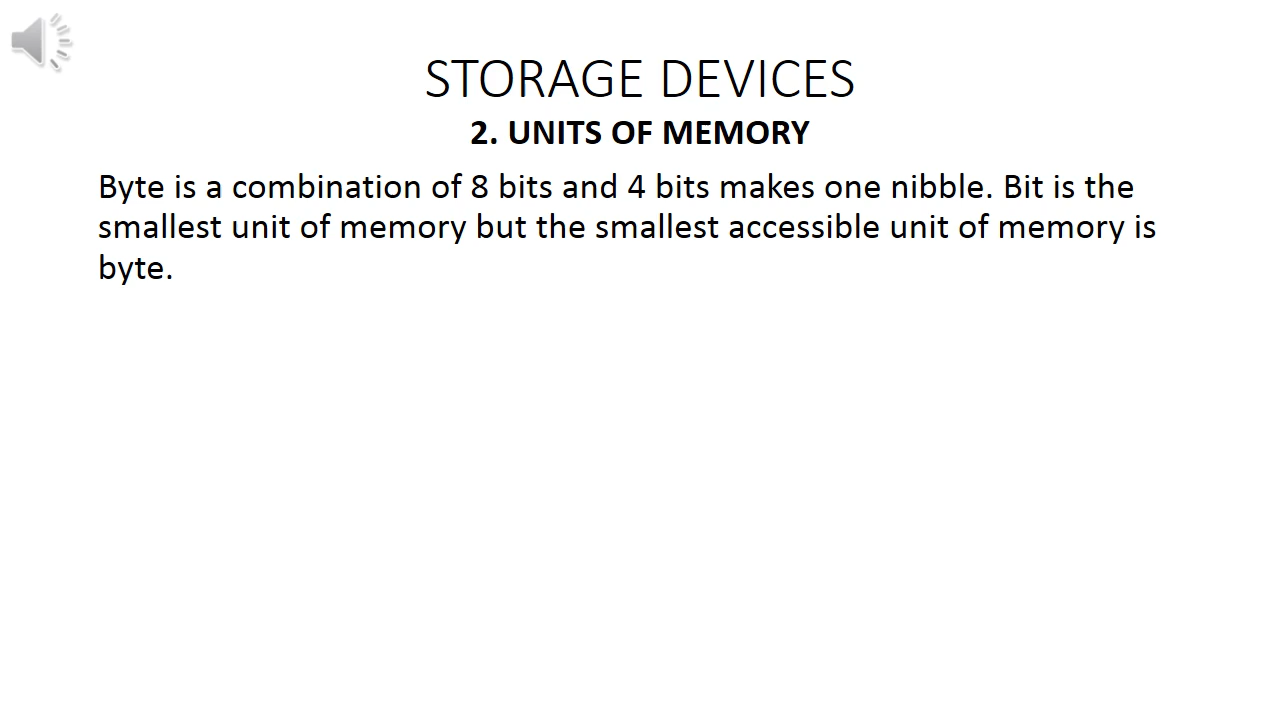 STORAGE DEVICES
2. UNITS OF MEMORY
Byte is a combination of 8 bits and 4 bits makes one nibble. Bit is the
smallest unit of memory but the smallest accessible unit of memory is
byte.